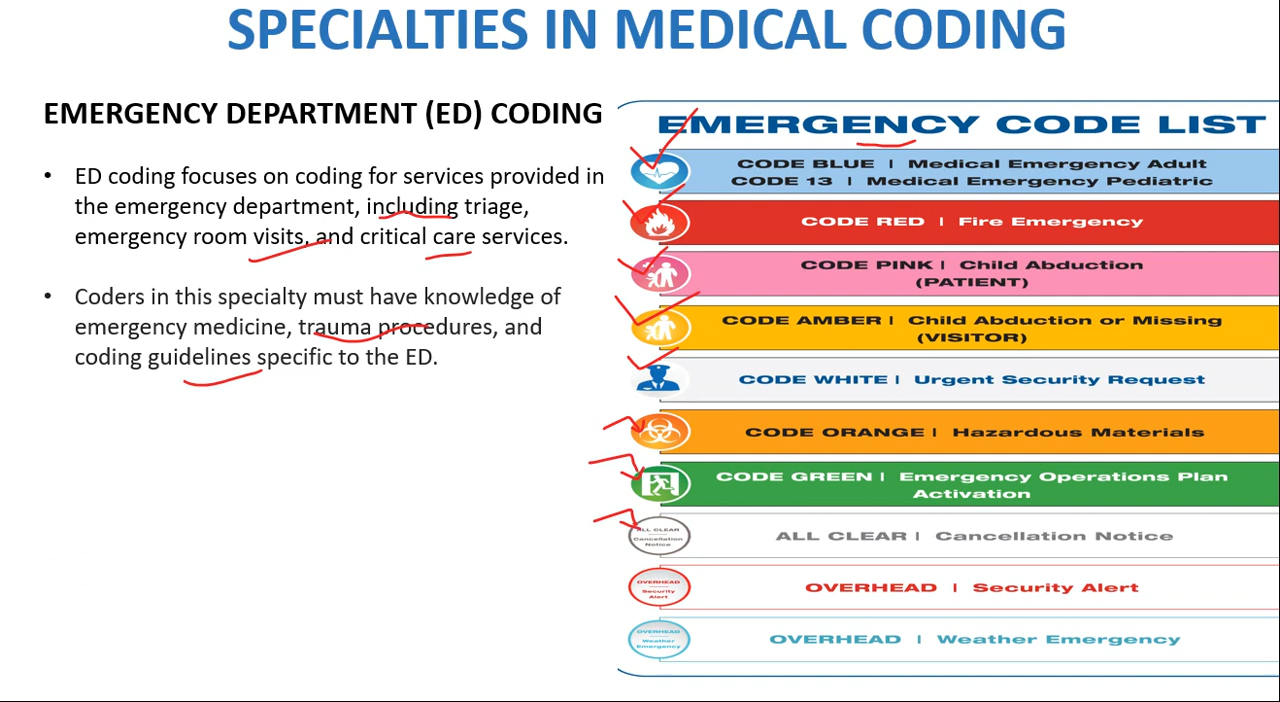 SPECIALTIES IN MEDICAL CODING
EMERGENCY DEPARTMENT (ED) CODING
• ED coding focuses on coding for services provided in
the emergency department, including triage,
emergency room visits, and critical care services.
• Coders in this specialty must have knowledge of
emergency medicine, trauma procedures, and
coding guidelines specific to the ED.
EMERGENCY CODE LIST
CODE BLUE | Medical Emergency Adult
CODE 13 | Medical Emergency Pediatric
CODE RED | Fire Emergency
CODE PINK | Child Abduction
(PATIENT)
CODE AMBER | Child Abduction or Missing
(VISITOR)
CODE WHITE | Urgent Security Request
CODE ORANGE | Hazardous Materials
CODE GREEN | Emergency Operations Plan
Activation
ALL CLEAR
Cancellation
Notice
ALL CLEAR | Cancellation Notice
OVERHEAD
Security
Alert
OVERHEAD | Security Alert
OVERHEAD
Weather
Emergency
OVERHEAD | Weather Emergency